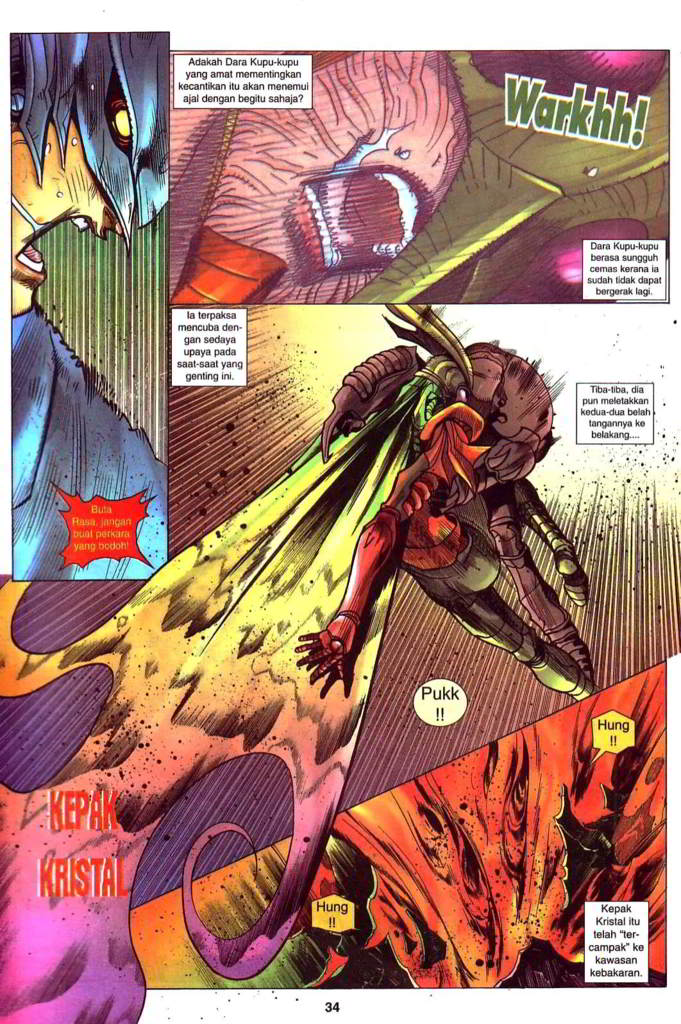 Adakah Dara Kupu-kupu
yang amat mementingkan
kecantikan itu akan menemui
ajal dengan begitu sahaja?
Warkhh!
Dara Kupu-kupu
berasa sungguh
cemas kerana ia
sudah tidak dapat
bergerak lagi.
Ia terpaksa
mencuba den-
gan sedaya
upaya pada
saat-saat yang
genting ini.
Tiba-tiba, dia
pun meletakkan
kedua-dua belah
tangannya ke
belakang....
Buta
Rasa, jangan
buat perkara
yang bodoh!
Pukk
!!
Hung
!!
KEPAK
KRISTAL
Hung
!!
Kepak
Kristal itu
telah "ter-
campak" ke
kawasan
kebakaran.
34